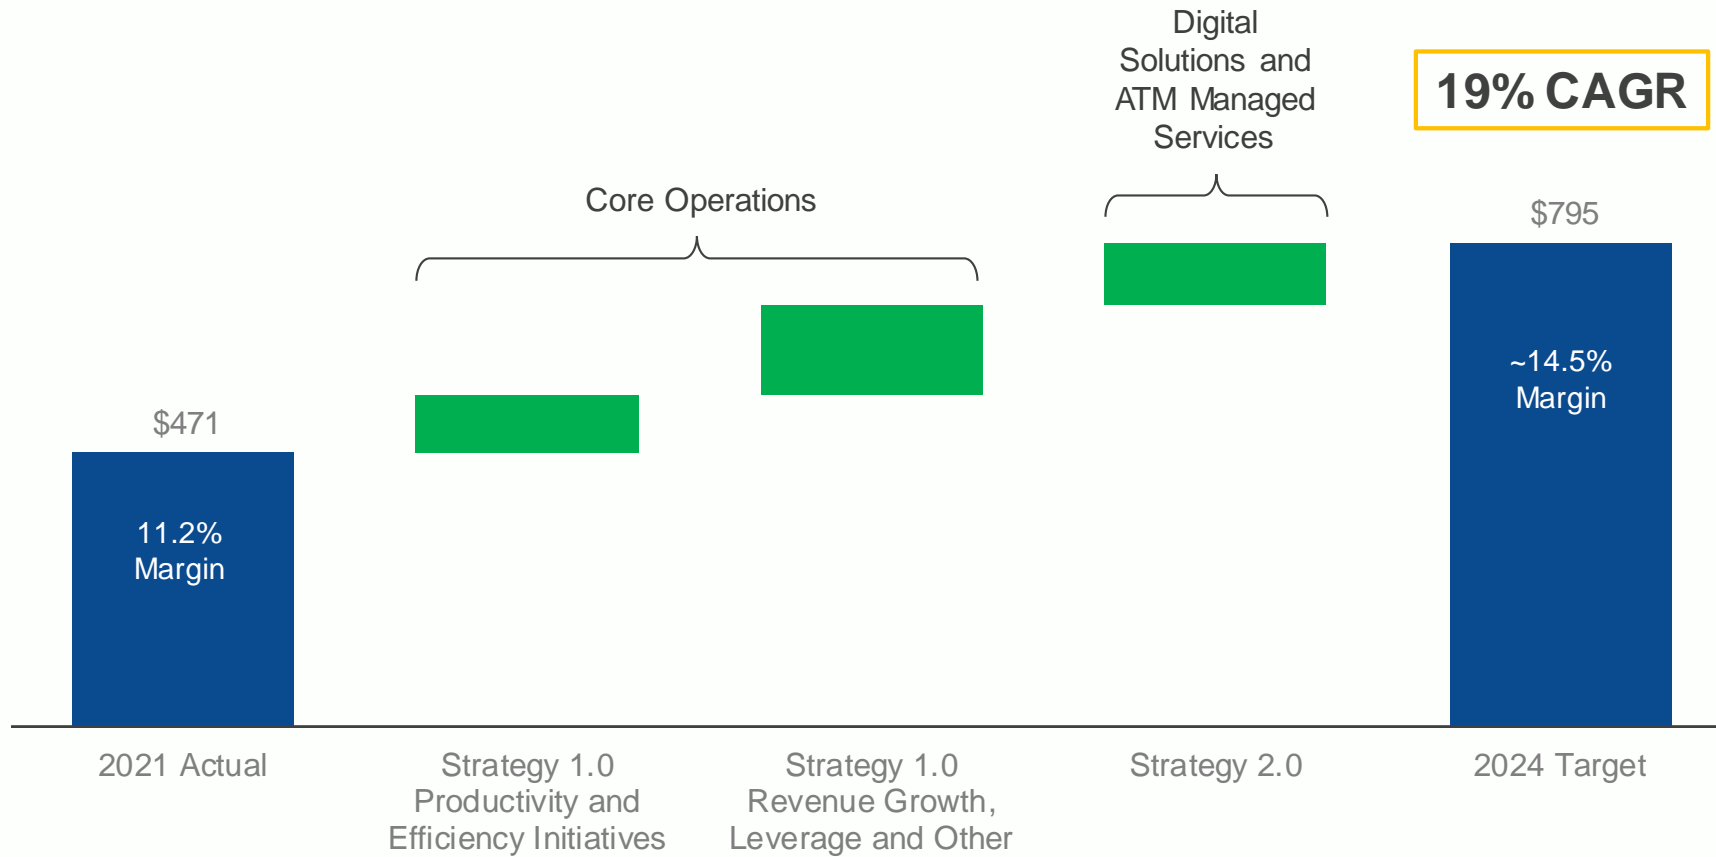 Digital
Solutions and
ATM Managed
Services
19% CAGR
Core Operations
$795
$471
~14.5%
Margin
11.2%
Margin
2021 Actual
Strategy 1.0
Productivity and
Efficiency Initiatives
Strategy 1.0
Revenue Growth,
Leverage and Other
Strategy 2.0
2024 Target